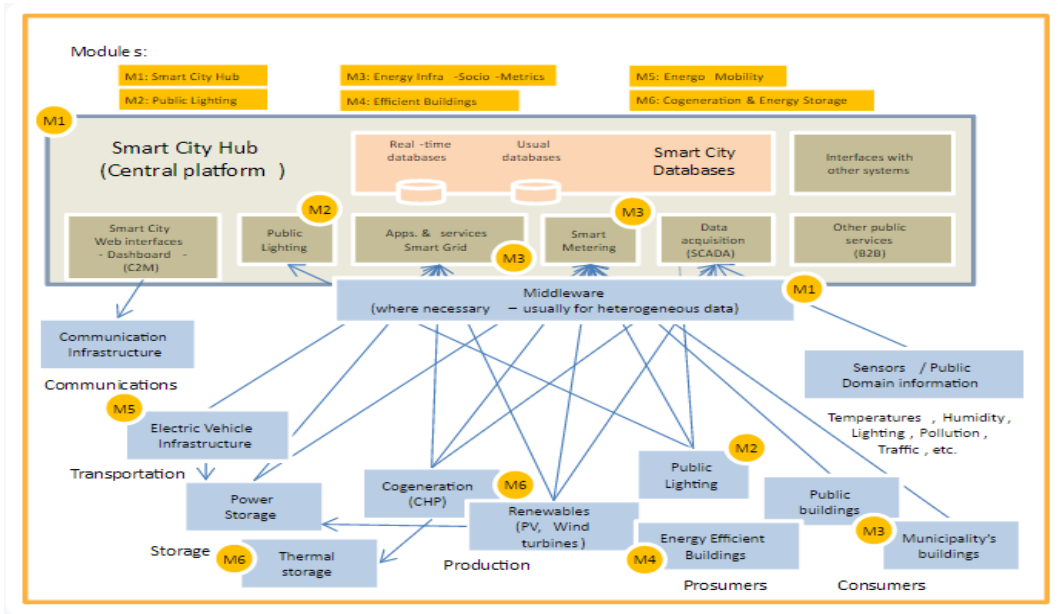 Modules:
M1: Smart City Hub
M3: Energy Infra -Socio -Metrics
M5: Energo Mobility
M2: Public Lighting
M4: Efficient Buildings
M6: Cogeneration & Energy Storage
M1
Smart City Hub
(Central platform )
Real -time
databases
Usual
databases
Smart City
Databases
Interfaces with
other systems
Smart City
Web interfaces
- Dashboard -
(C2M)
M2
Public
Lighting
Apps. & services
Smart Grid
M3
M3
Smart
Metering
Data
acquisition
(SCADA)
Other public
services
(B2B)
Middleware
(where necessary – usually for heterogeneous data)
M1
Communication
Infrastructure
Communications
Sensors / Public
Domain information
Temperatures , Humidity ,
Lighting , Pollution ,
Traffic , etc.
M5
Electric Vehicle
Infrastructure
Transportation
Power
Storage
Storage
M6
Thermal
storage
Cogeneration
(CHP)
M6
Renewables
(PV, Wind
turbines)
Production
M2
Public
Lighting
Energy Efficient
Buildings
M4
Prosumers
Public
buildings
M3
Municipality's
buildings
Consumers